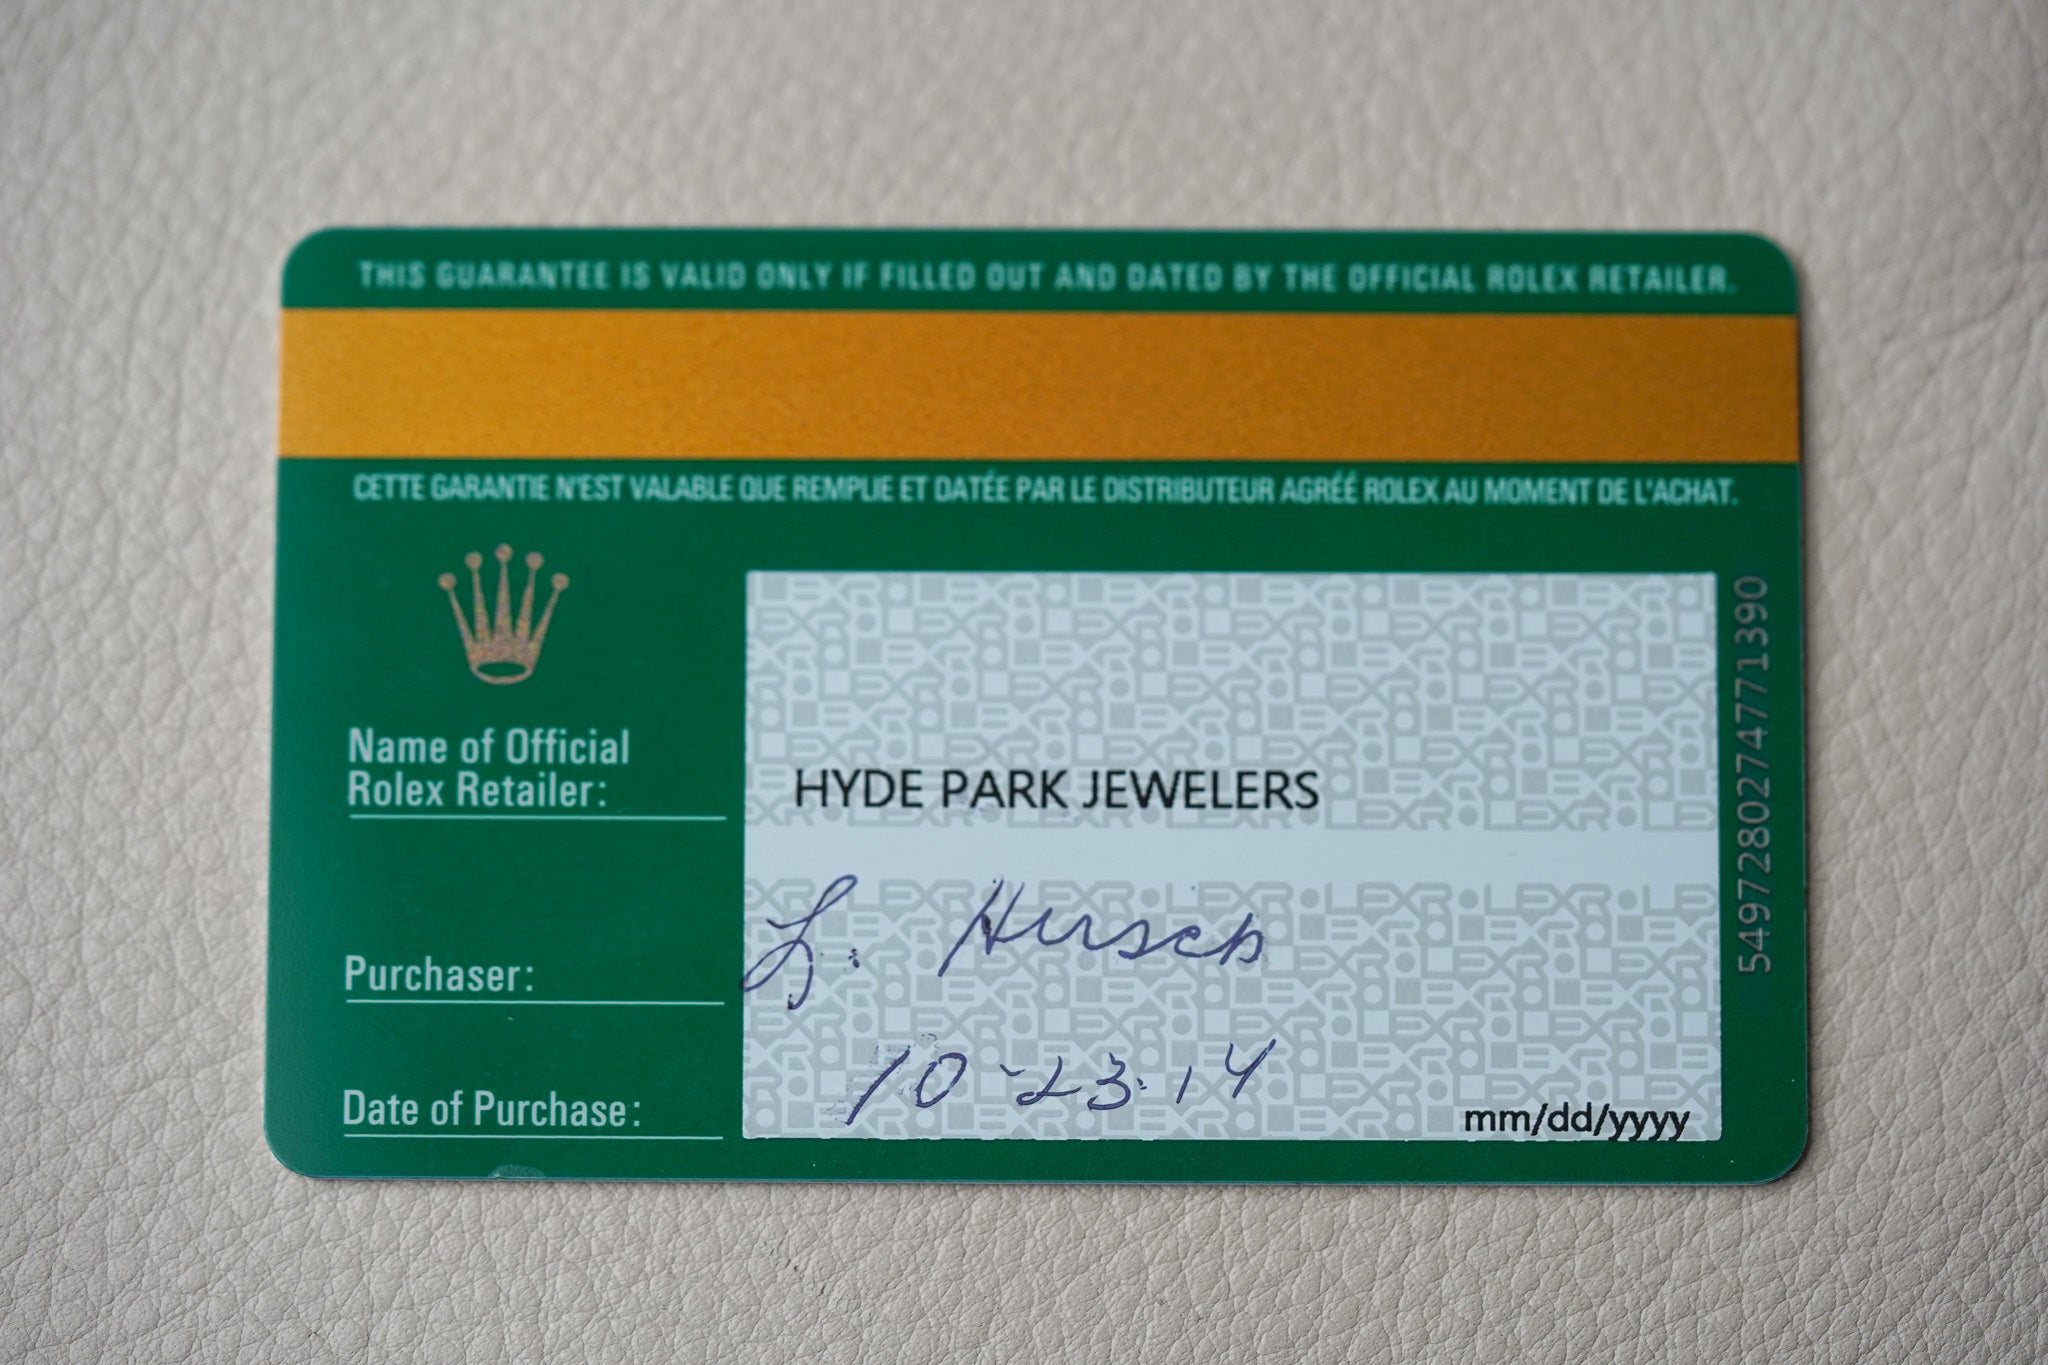 THIS GUARANTEE IS VALID ONLY IF FILLED OUT AND DATED BY THE OFFICIAL ROLEX RETAILER.
CETTE GARANTIE N'EST VALABLE QUE REMPLIE ET DATÉE PAR LE DISTRIBUTEUR AGRÉÉ ROLEX AU MOMENT DE L'ACHAT.
Name of Official
Rolex Retailer:
HYDE PARK JEWELERS
Purchaser:
L. Hirsch
Date of Purchase:
10-23-14
mm/dd/yyyy
5497280274771390